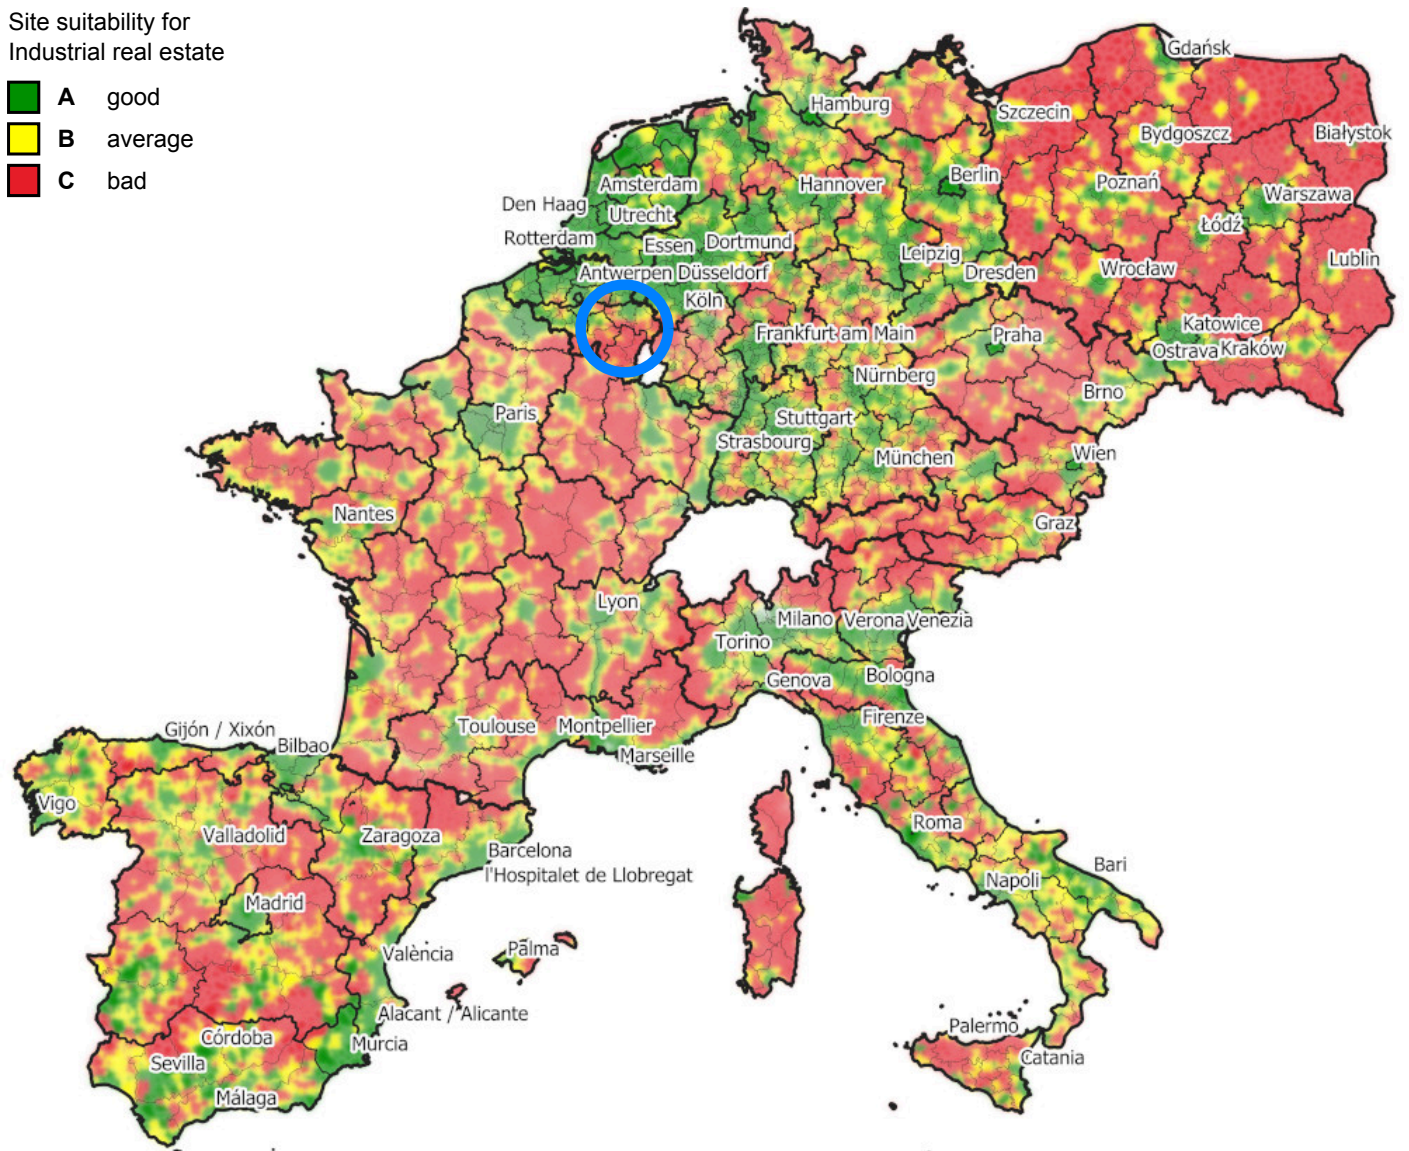 Site suitability for
Industrial real estate
A good
B average
C bad
Gdańsk
Hamburg
Szczecin
Bydgoszcz
Białystok
Amsterdam
Hannover
Berlin
Poznań
Warszawa
Den Haag
Utrecht
Łódź
Rotterdam
Essen
Dortmund
Leipzig
Lublin
Antwerpen
Düsseldorf
Dresden
Wrocław
Köln
Frankfurt am Main
Praha
Katowice
Ostrava
Kraków
Nürnberg
Brno
Paris
Stuttgart
Strasbourg
München
Wien
Nantes
Graz
Lyon
Milano
Verona
Venezia
Torino
Genova
Bologna
Firenze
Toulouse
Montpellier
Gijón / Xixón
Bilbao
Marseille
Vigo
Valladolid
Zaragoza
Roma
Barcelona
l'Hospitalet de Llobregat
Bari
Napoli
Madrid
València
Palma
Alacant / Alicante
Palermo
Córdoba
Murcia
Sevilla
Catania
Málaga